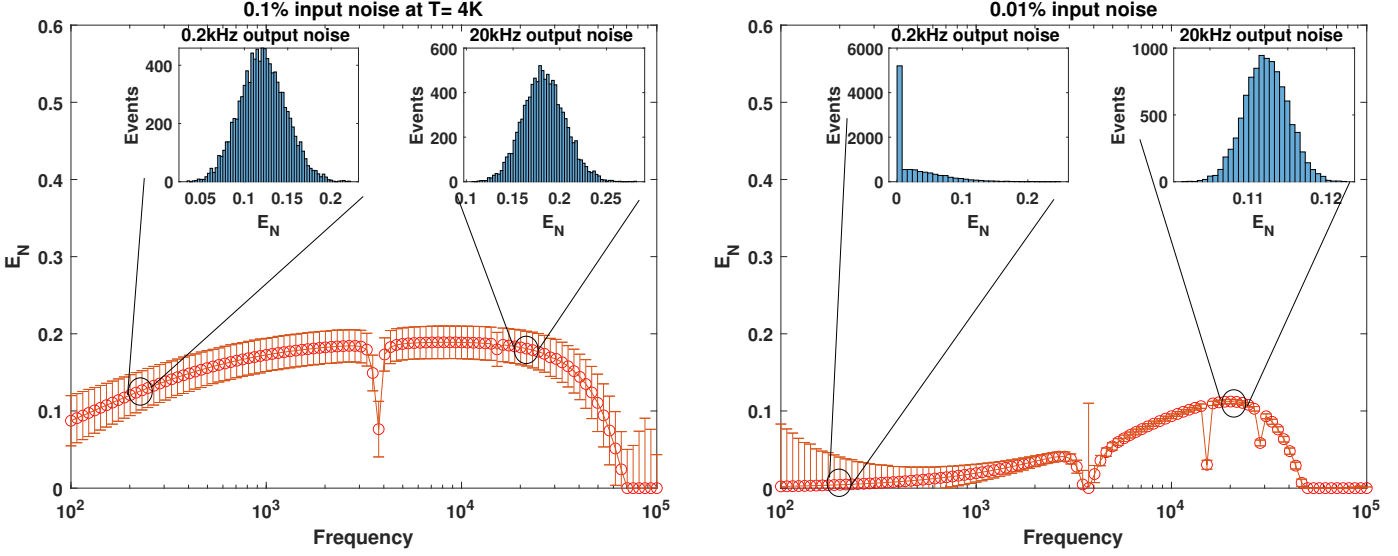 0.1% input noise at T= 4K
0.6
0.5
0.4
0.3
0.2
0.1
0
E_N
10^2
10^3
10^4
10^5
Frequency
0.2kHz output noise
400
200
0
Events
0.05
0.1
0.15
0.2
E_N
20kHz output noise
600
400
200
0
Events
0.1
0.15
0.2
0.25
E_N
0.01% input noise
0.6
0.5
0.4
0.3
0.2
0.1
0
E_N
10^2
10^3
10^4
10^5
Frequency
0.2kHz output noise
6000
4000
2000
0
Events
0
0.1
0.2
E_N
20kHz output noise
1000
500
0
Events
0.11
0.12
E_N